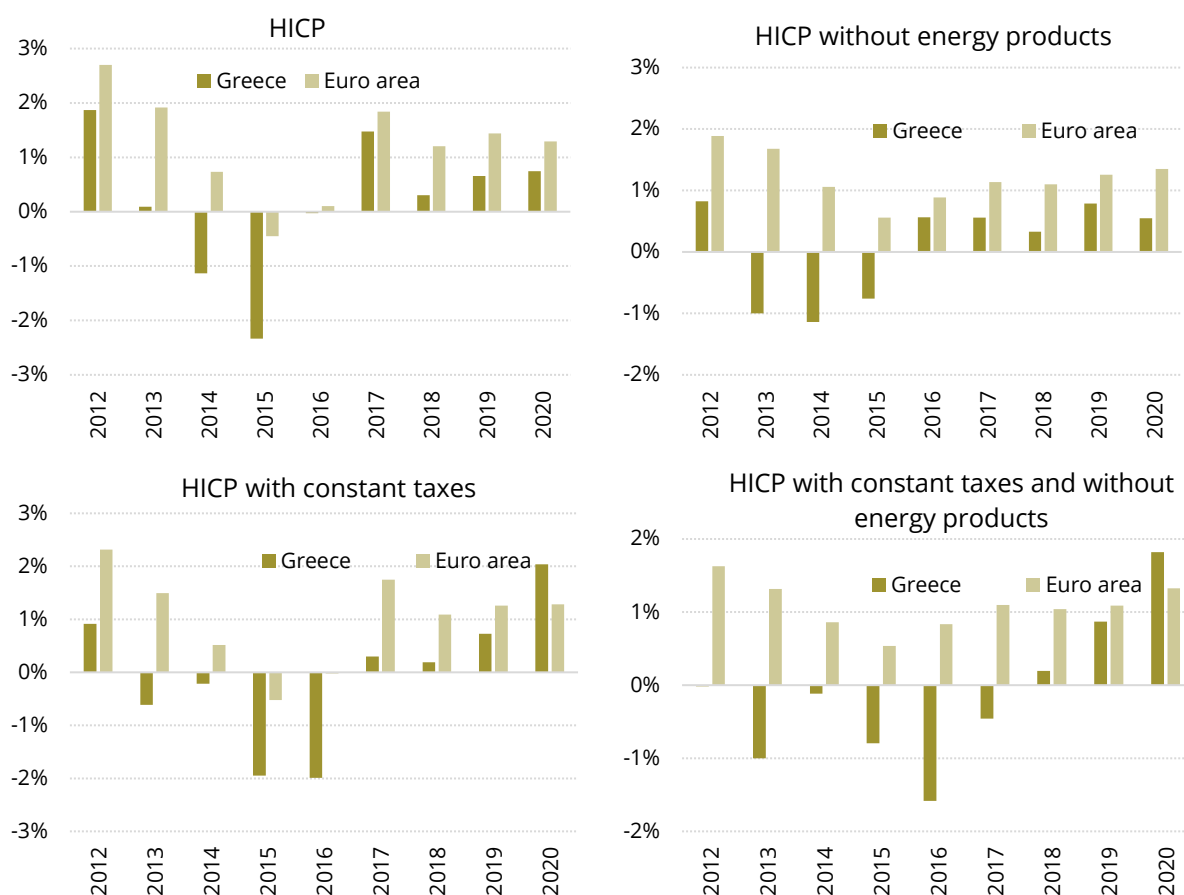 HICP
3%
2%
1%
0%
-1%
-2%
-3%
Greece Euro area
2012 2013 2014 2015 2016 2017 2018 2019 2020
HICP without energy products
3%
2%
1%
0%
-1%
-2%
Greece Euro area
2012 2013 2014 2015 2016 2017 2018 2019 2020
HICP with constant taxes
3%
2%
1%
0%
-1%
-2%
-3%
Greece Euro area
2012 2013 2014 2015 2016 2017 2018 2019 2020
HICP with constant taxes and without
energy products
2%
1%
0%
-1%
-2%
Greece Euro area
2012 2013 2014 2015 2016 2017 2018 2019 2020